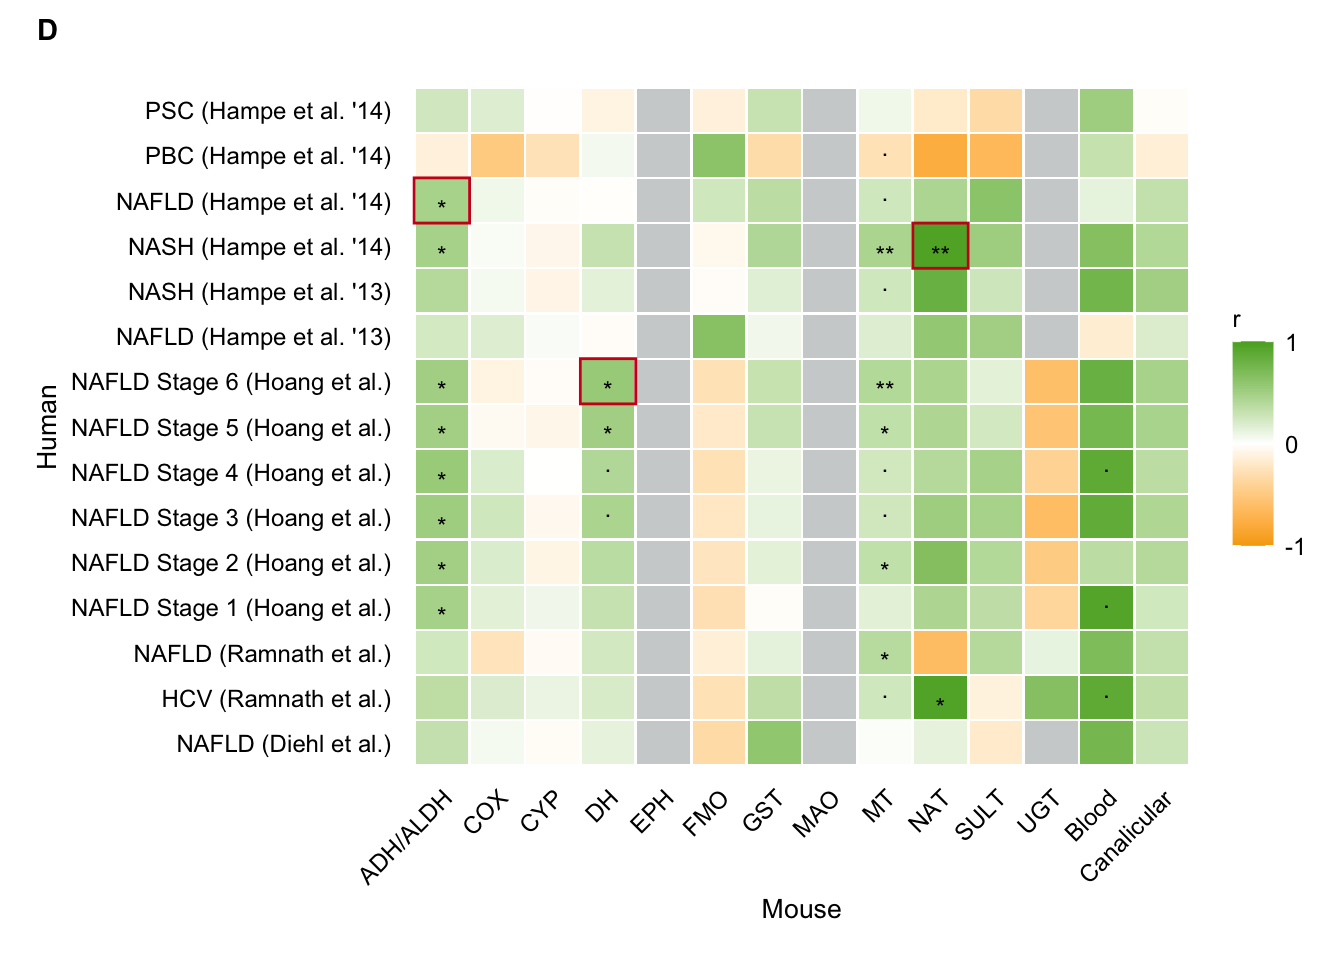 D
PSC (Hampe et al. '14)
PBC (Hampe et al. '14)
·
NAFLD (Hampe et al. '14)
* ·
NASH (Hampe et al. '14)
* ** **
NASH (Hampe et al. '13)
·
NAFLD (Hampe et al. '13)
NAFLD Stage 6 (Hoang et al.)
* * **
NAFLD Stage 5 (Hoang et al.)
* * *
NAFLD Stage 4 (Hoang et al.)
* · · ·
NAFLD Stage 3 (Hoang et al.)
* · ·
NAFLD Stage 2 (Hoang et al.)
* *
NAFLD Stage 1 (Hoang et al.)
* ·
NAFLD (Ramnath et al.)
*
HCV (Ramnath et al.)
· * ·
NAFLD (Diehl et al.)
Human
ADH/ALDH
COX
CYP
DH
EPH
FMO
GST
MAO
MT
NAT
SULT
UGT
Blood
Canalicular
Mouse
r
1
0
-1